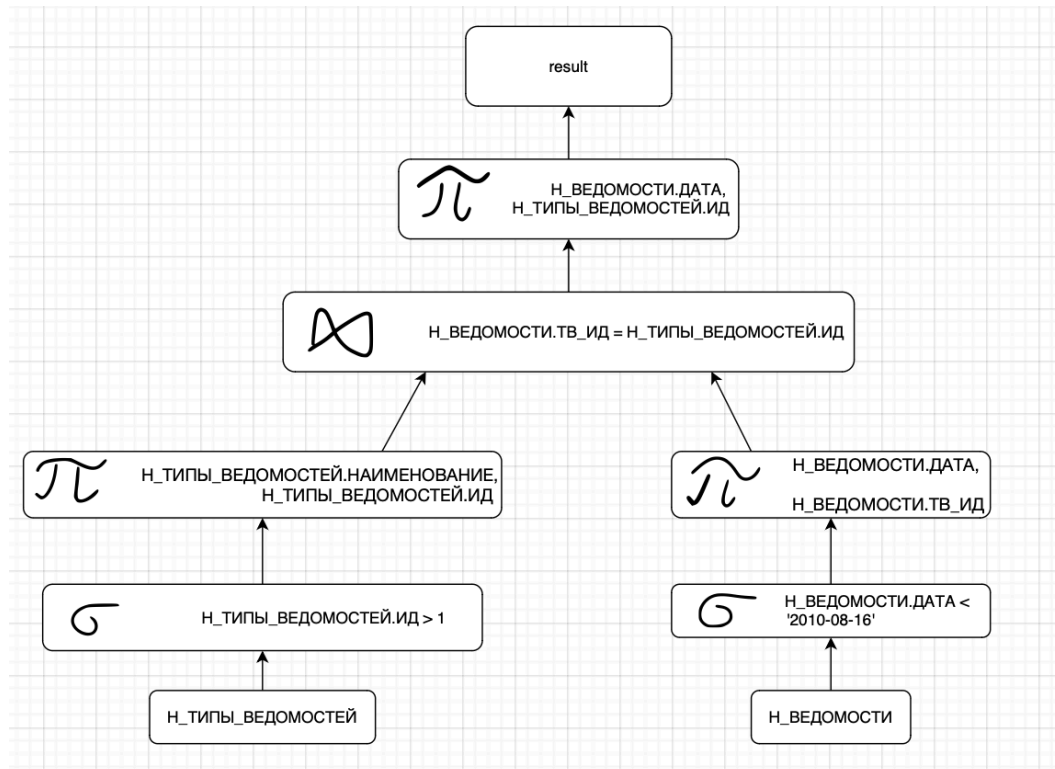 result
π Н_ВЕДОМОСТИ.ДАТА,
Н_ТИПЫ_ВЕДОМОСТЕЙ.ИД
⋈ Н_ВЕДОМОСТИ.ТВ_ИД = Н_ТИПЫ_ВЕДОМОСТЕЙ.ИД
π Н_ТИПЫ_ВЕДОМОСТЕЙ.НАИМЕНОВАНИЕ,
Н_ТИПЫ_ВЕДОМОСТЕЙ.ИД
π Н_ВЕДОМОСТИ.ДАТА,
Н_ВЕДОМОСТИ.ТВ_ИД
σ Н_ТИПЫ_ВЕДОМОСТЕЙ.ИД > 1
σ Н_ВЕДОМОСТИ.ДАТА <
'2010-08-16'
Н_ТИПЫ_ВЕДОМОСТЕЙ
Н_ВЕДОМОСТИ